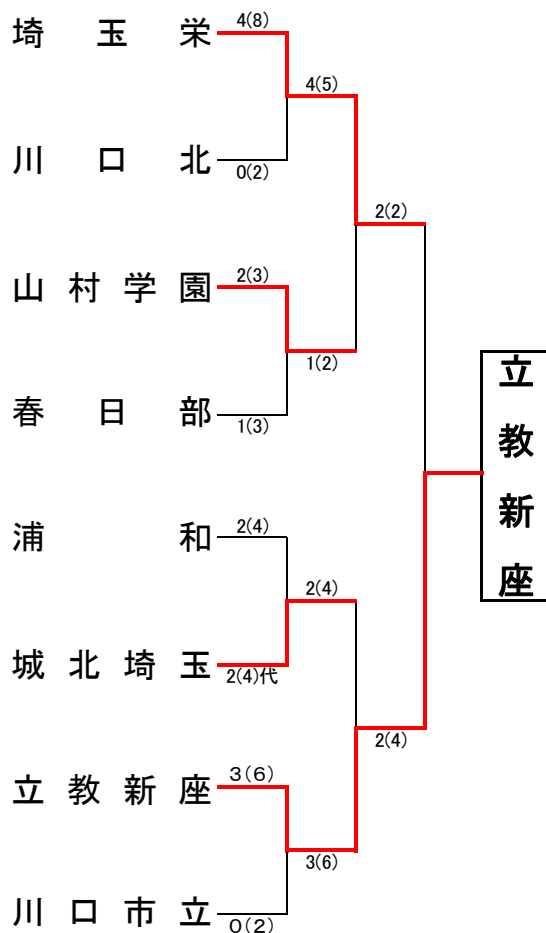 埼玉栄
4(8)
4(5)
川口北
0(2)
2(2)
山村学園
2(3)
1(2)
春日部
1(3)
立教新座
浦和
2(4)
2(4)
城北埼玉
2(4)代
2(4)
立教新座
3(6)
3(6)
川口市立
0(2)